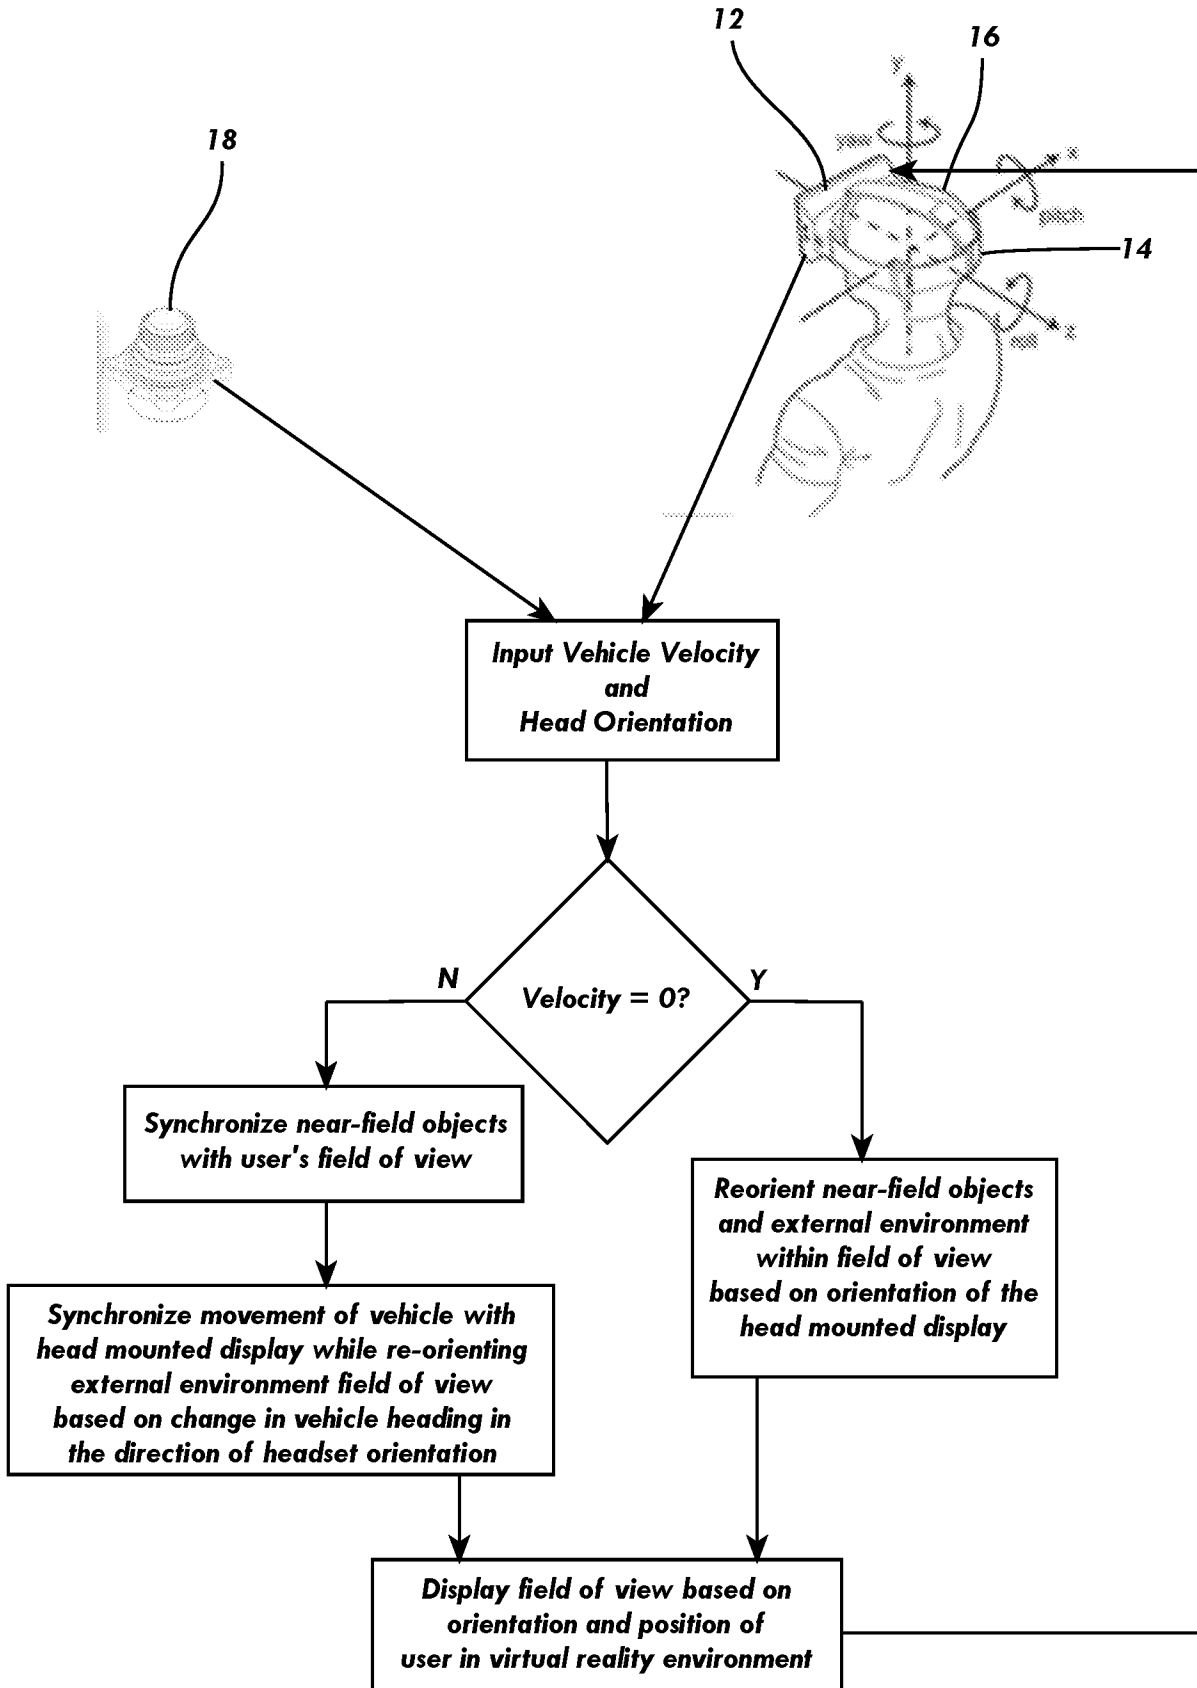 12
16
18
y
yaw
x
pitch
14
z
roll
Input Vehicle Velocity
and
Head Orientation
N
Y
Velocity = 0?
Synchronize near-field objects
with user's field of view
Reorient near-field objects
and external environment
within field of view
based on orientation of the
head mounted display
Synchronize movement of vehicle with
head mounted display while re-orienting
external environment field of view
based on change in vehicle heading in
the direction of headset orientation
Display field of view based on
orientation and position of
user in virtual reality environment